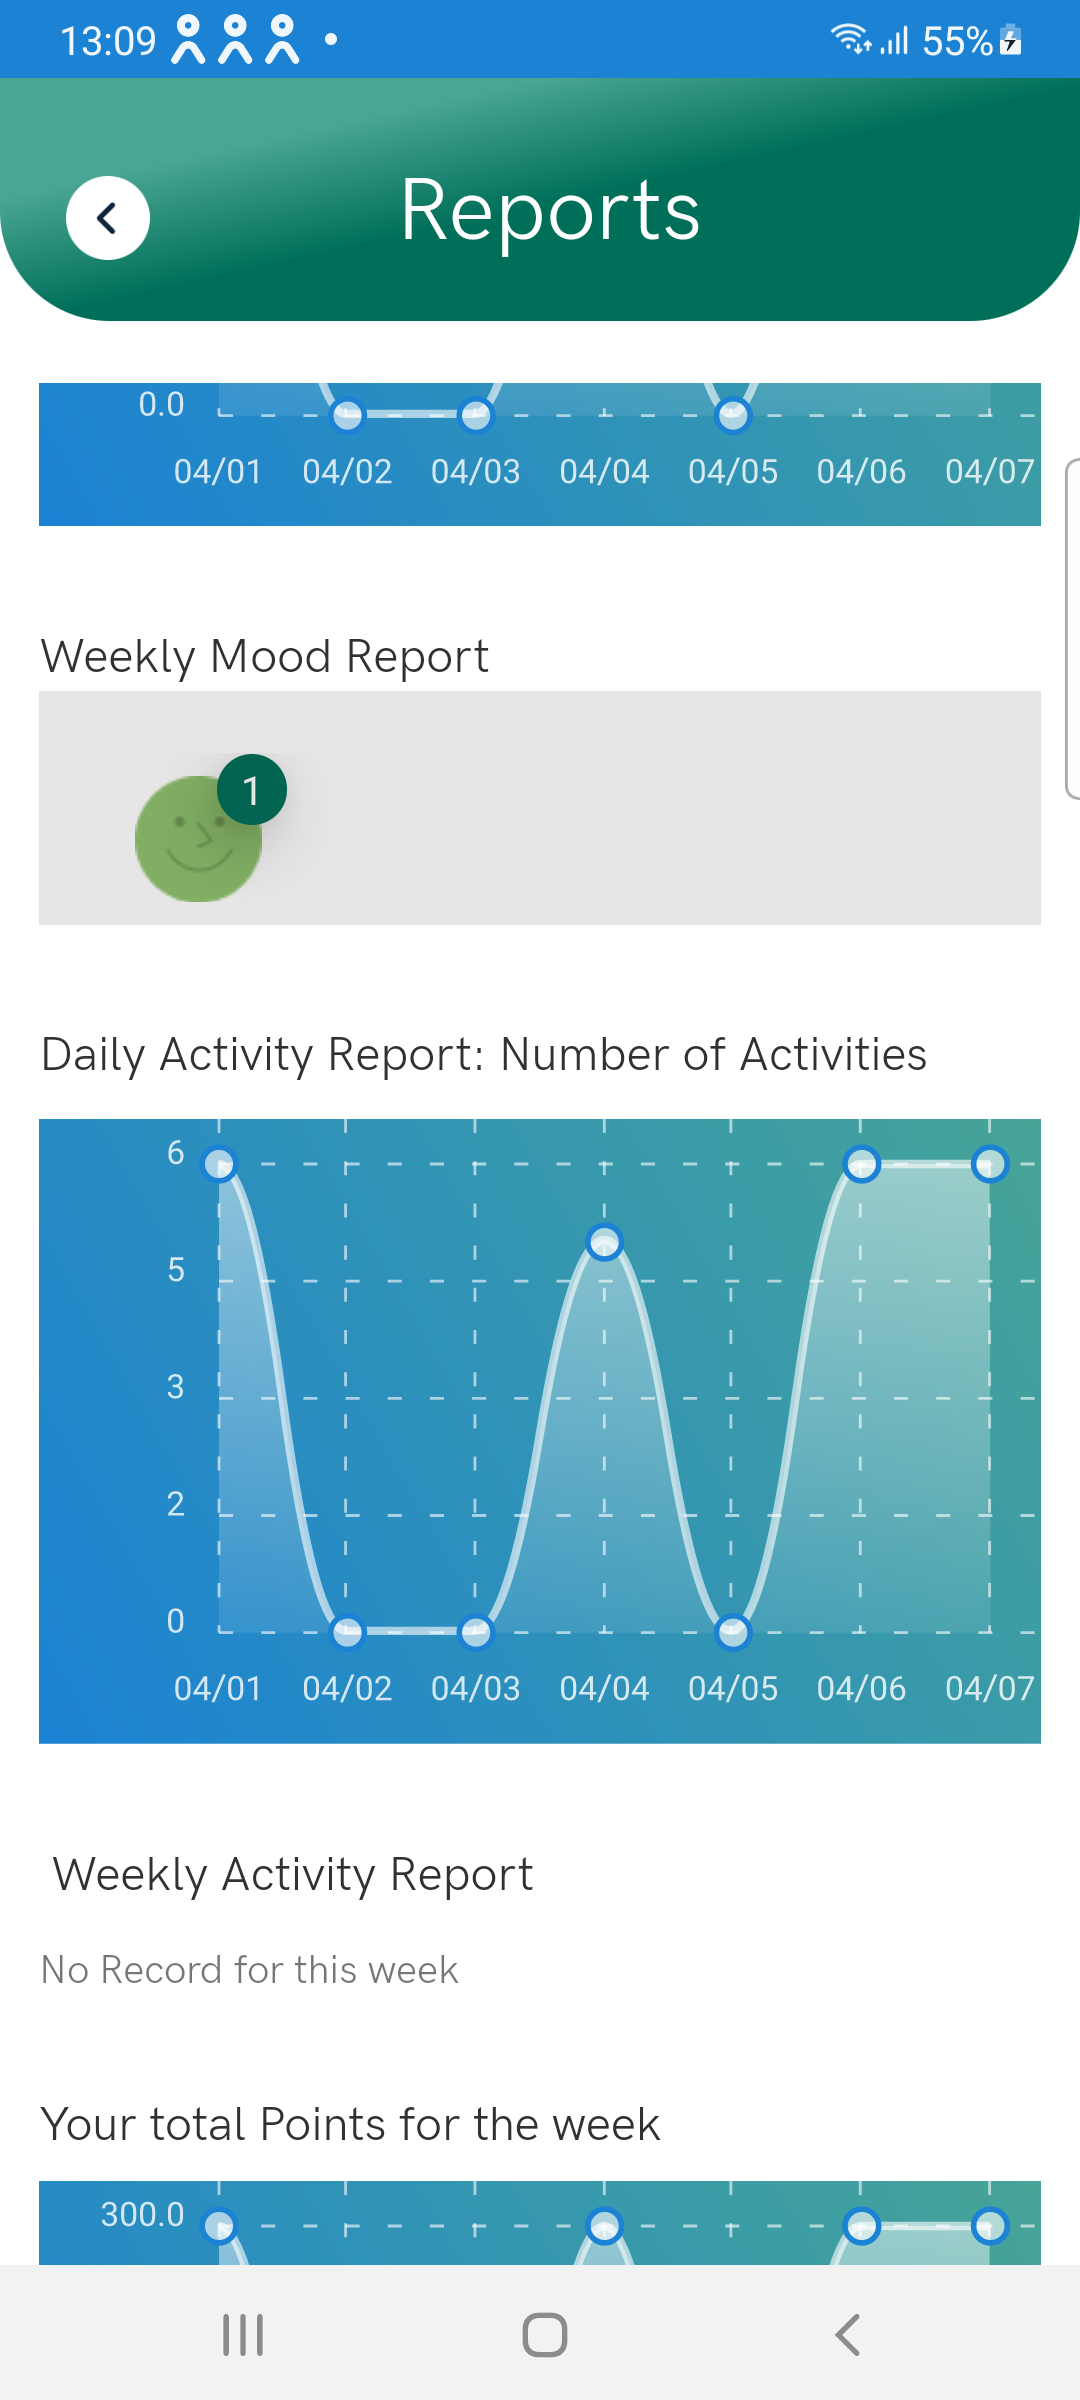 13:09 55%
Reports
0.0
04/01 04/02 04/03 04/04 04/05 04/06 04/07
Weekly Mood Report
1
Daily Activity Report: Number of Activities
6
5
3
2
0
04/01 04/02 04/03 04/04 04/05 04/06 04/07
Weekly Activity Report
No Record for this week
Your total Points for the week
300.0